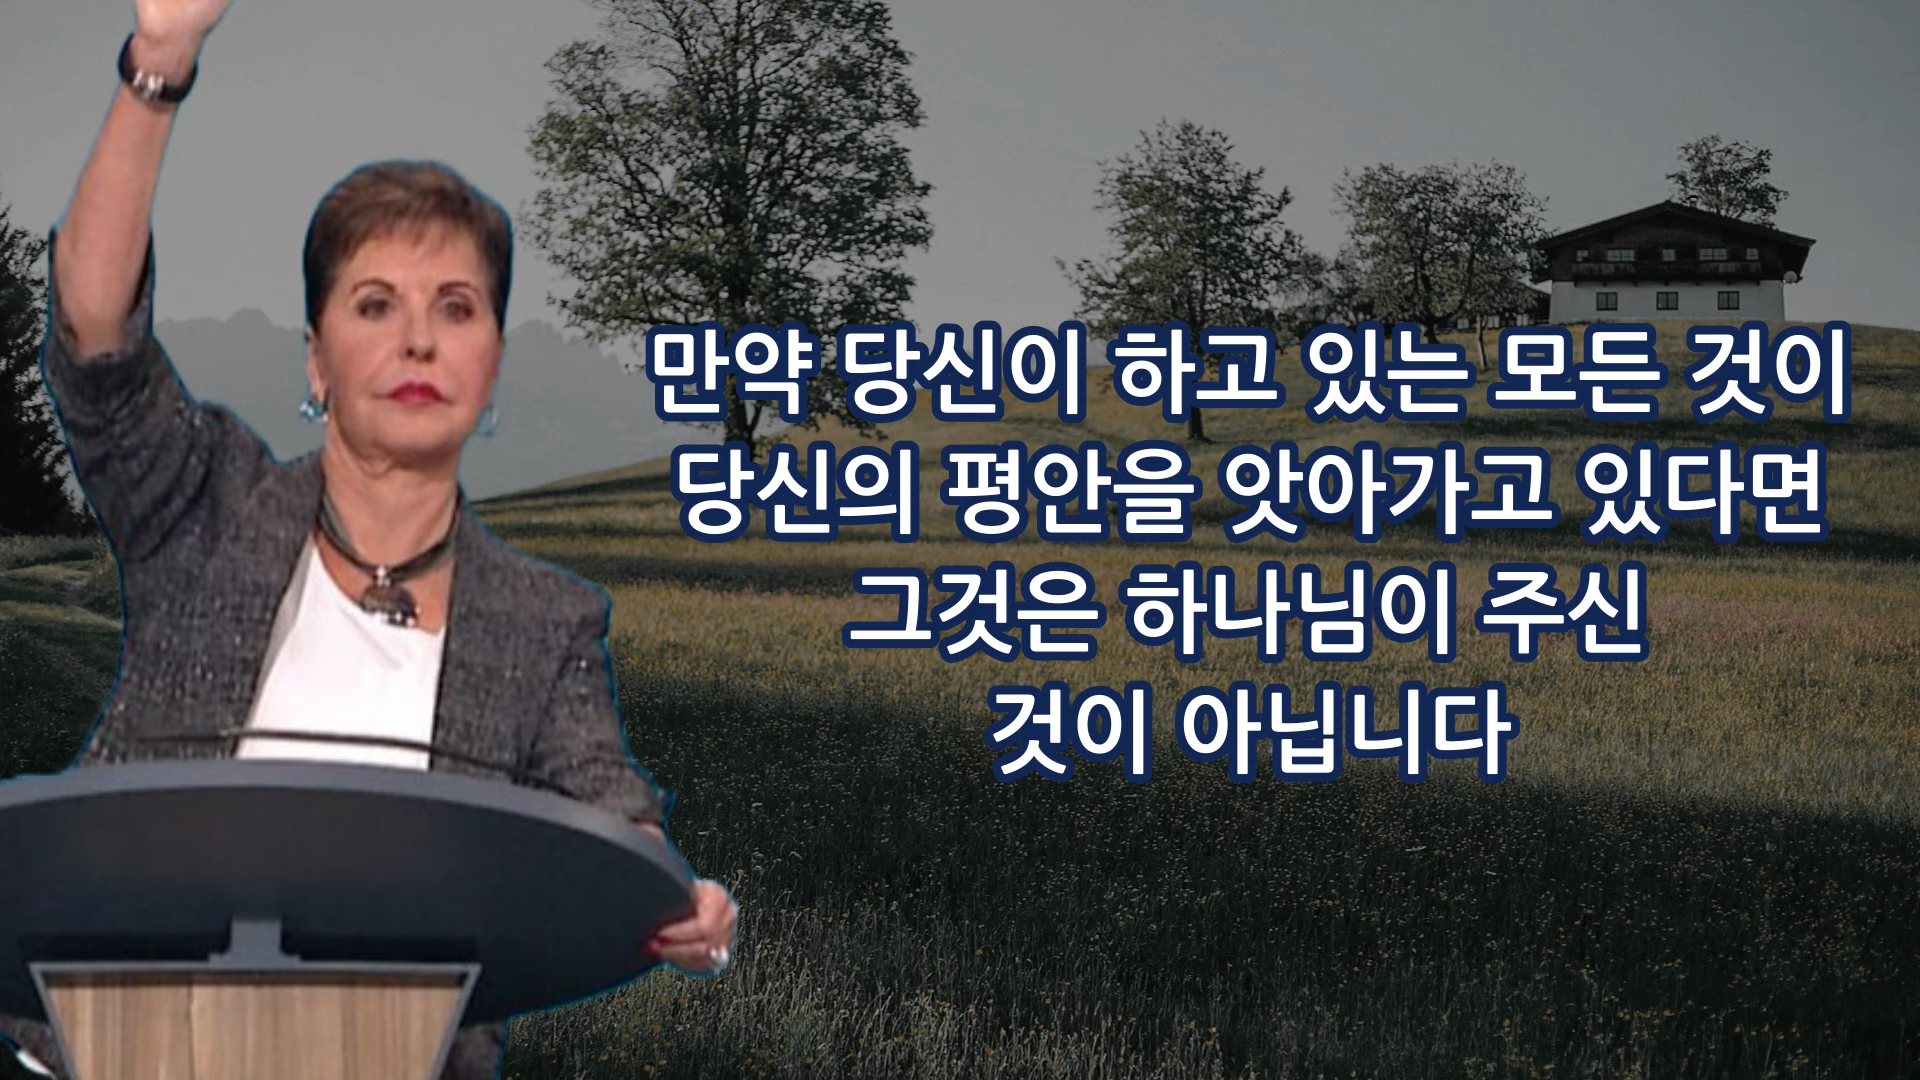 만약 당신이 하고 있는 모든 것이
당신의 평안을 앗아가고 있다면
그것은 하나님이 주신
것이 아닙니다